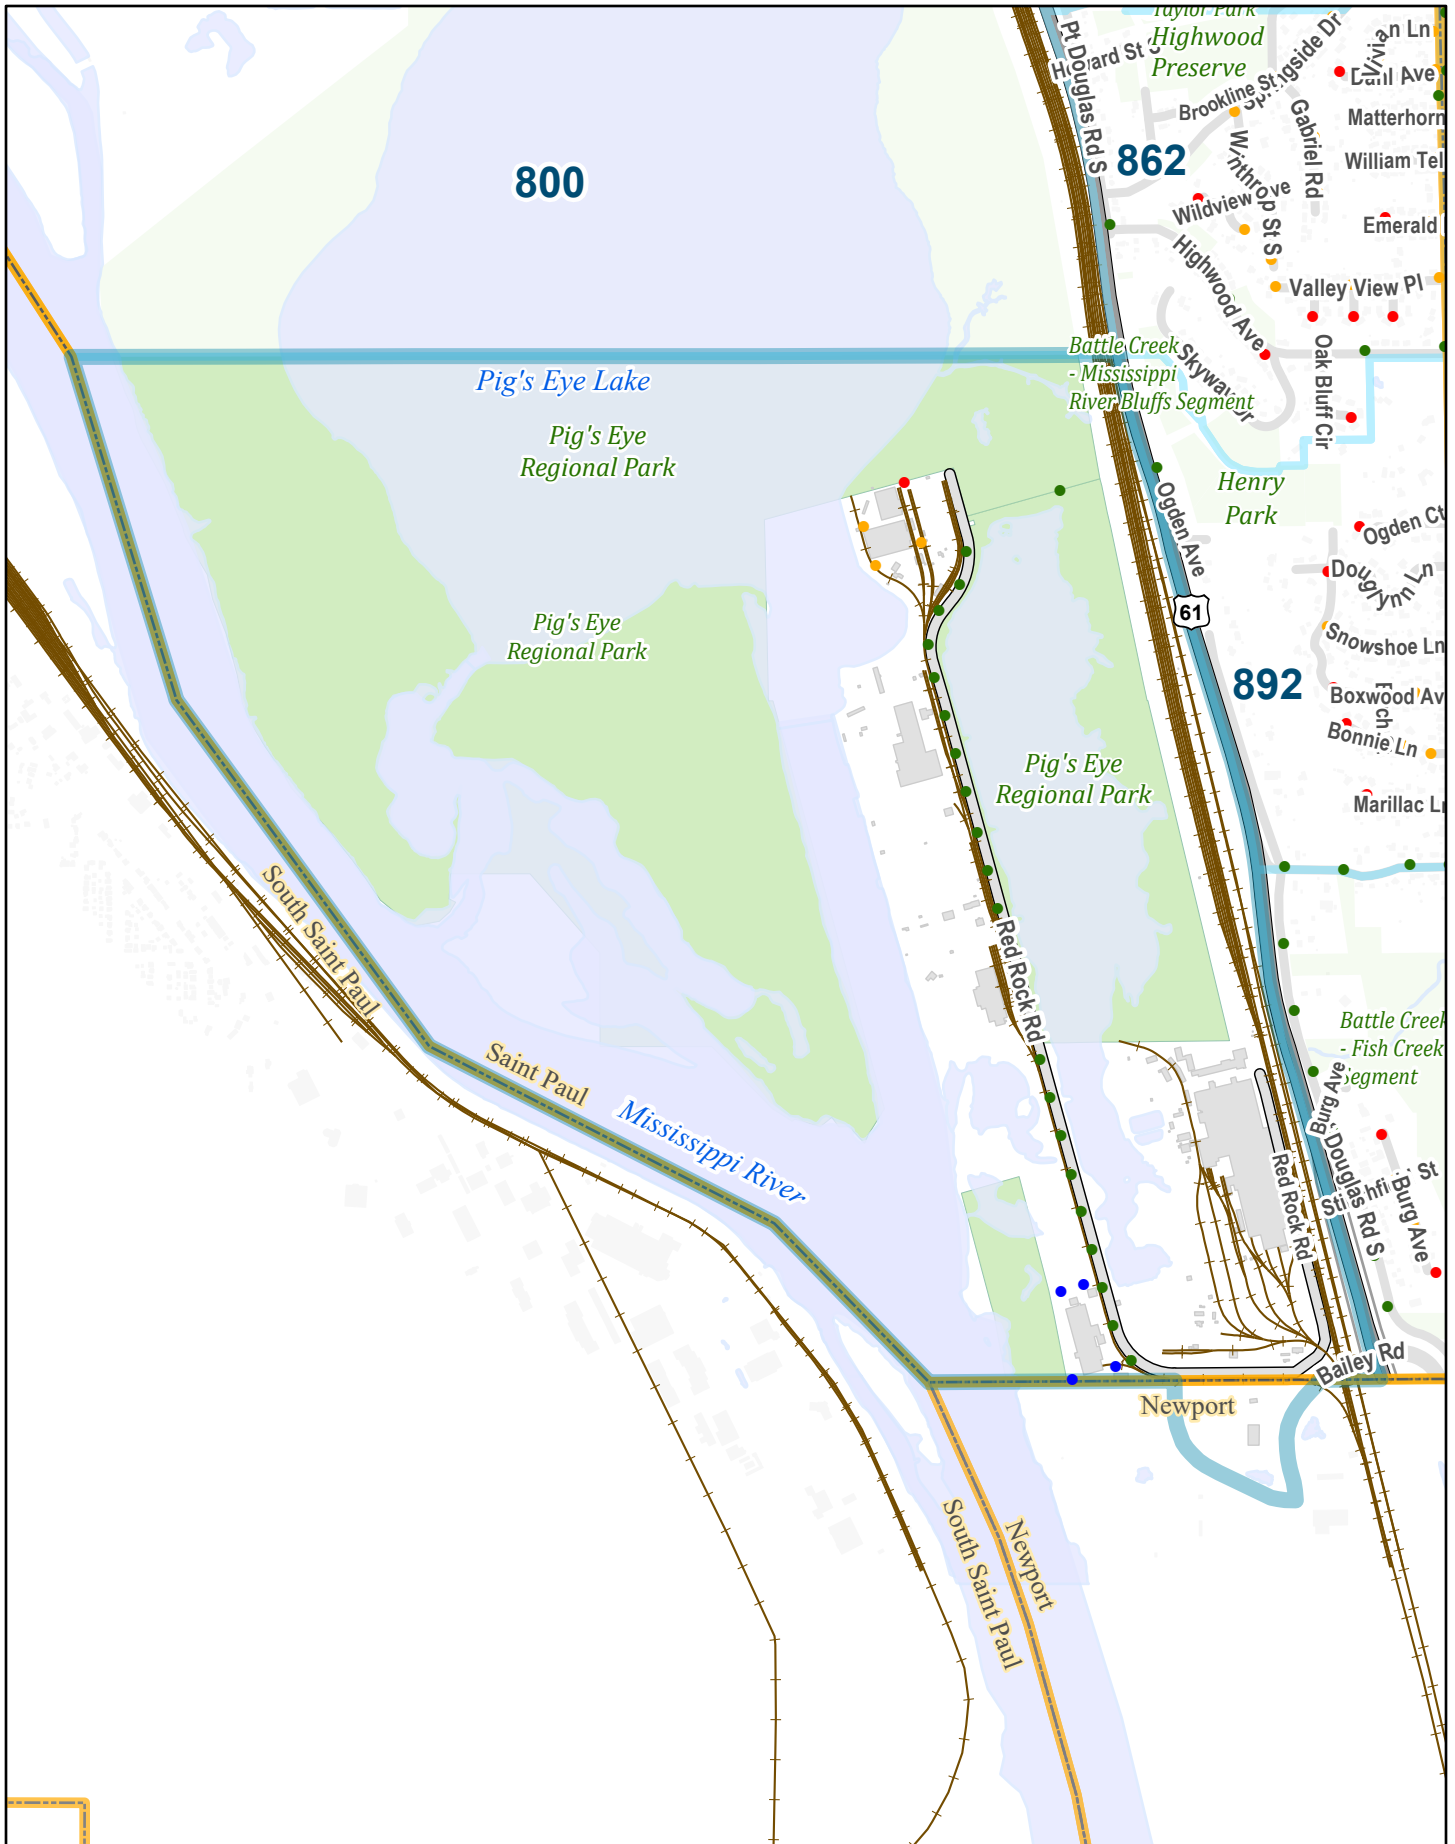 Taylor Park
Highwood
Preserve
Pt Douglas Rd S
Springside Dr
n Ln
Dahl Ave
Brookline St
Gabriel Rd
Matterhorn
862
800
William Tel
Winthrop St S
Wildview Ave
Emerald
Highwood Ave
Valley View Pl
Battle Creek
- Mississippi
River Bluffs Segment
Skyway Dr
Oak Bluff Cir
Pig's Eye Lake
Pig's Eye
Regional Park
Henry
Park
Ogden Ave
Ogden Ct
Douglynn Ln
61
Pig's Eye
Regional Park
Snowshoe Ln
892
Boxwood Av
Bonnie Ln
Pig's Eye
Regional Park
Marillac L
South Saint Paul
Red Rock Rd
Battle Creek
- Fish Creek
Segment
Saint Paul
Mississippi River
Burg Ave
Douglas Rd S
St
Burg Ave
Red Rock Rd
Bailey Rd
Newport
Newport
South Saint Paul